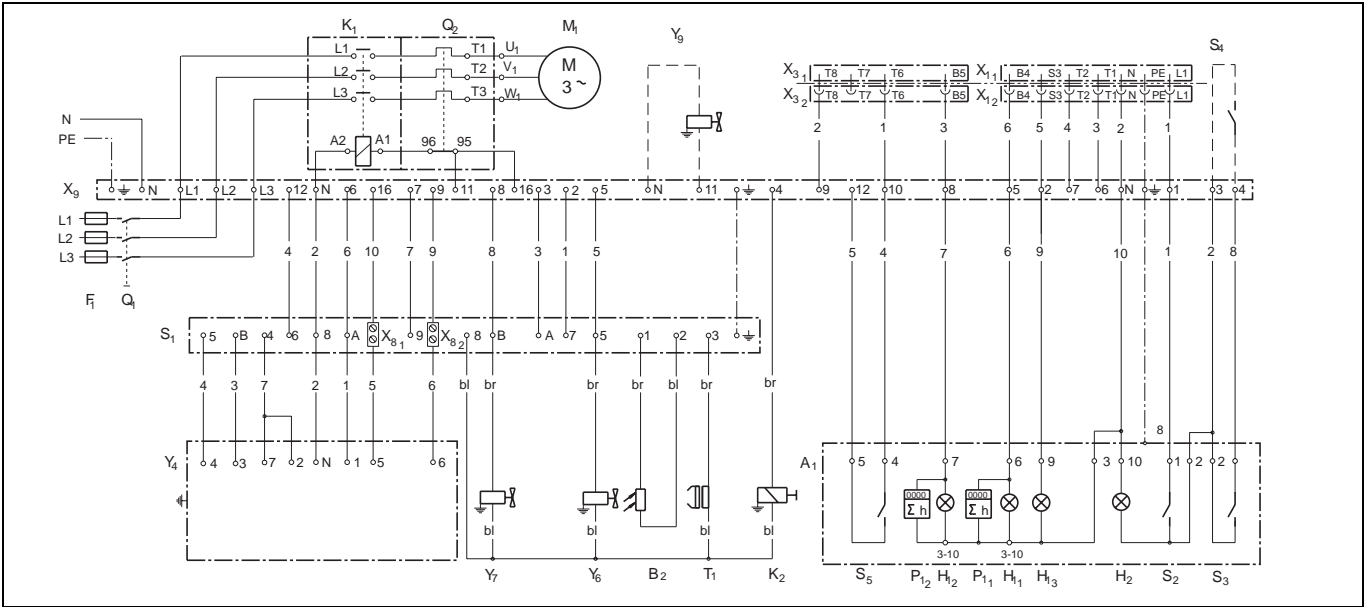 K1 Q2 M1 Y9 S4
L1 T1 U1
L2 T2 V1
L3 T3 W1
M
3 ~
X31 T8 T7 T6 B5 X11 B4 S3 T2 T1 N PE L1
X32 T8 T7 T6 B5 X12 B4 S3 T2 T1 N PE L1
2 1 3 6 5 4 3 2 1
N
PE
A2 A1 96 95
X9 N L1 L2 L3 12 N 6 16 7 9 11 8 16 3 2 5 N 11 4 9 12 10 8 5 2 7 6 N 1 3 4
L1
L2
L3
4 2 6 10 7 9 8 3 1 5 5 4 7 6 9 10 1 2 8
F1 Q1
S1 5 B 4 6 8 A X81 9 X82 8 B A 7 5 1 2 3
4 3 7 2 1 5 6 bl br br br bl br br
8
Y4 4 3 7 2 N 1 5 6
A1 5 4 7 6 9 3 10 1 2 2
0000 0000
Σ h Σ h
bl bl bl bl
3-10 3-10
Y7 Y6 B2 T1 K2 S5 P12 H12 P11 H11 H13 H2 S2 S3